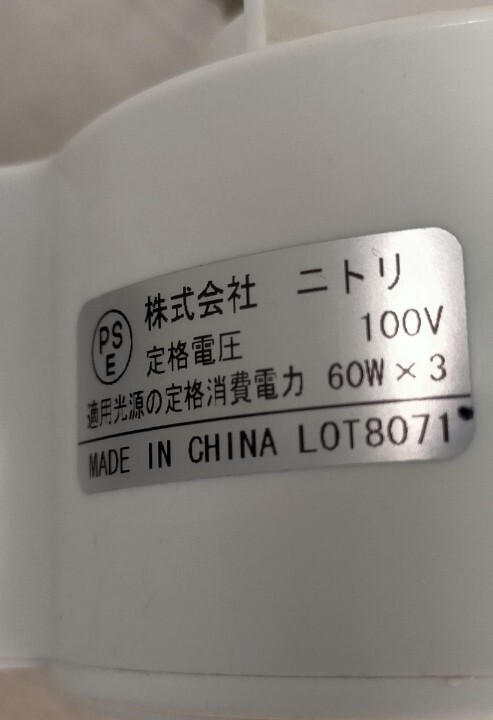 PS
E
株式会社 ニトリ
定格電圧 100V
適用光源の定格消費電力 60W×3
MADE IN CHINA LOT8071